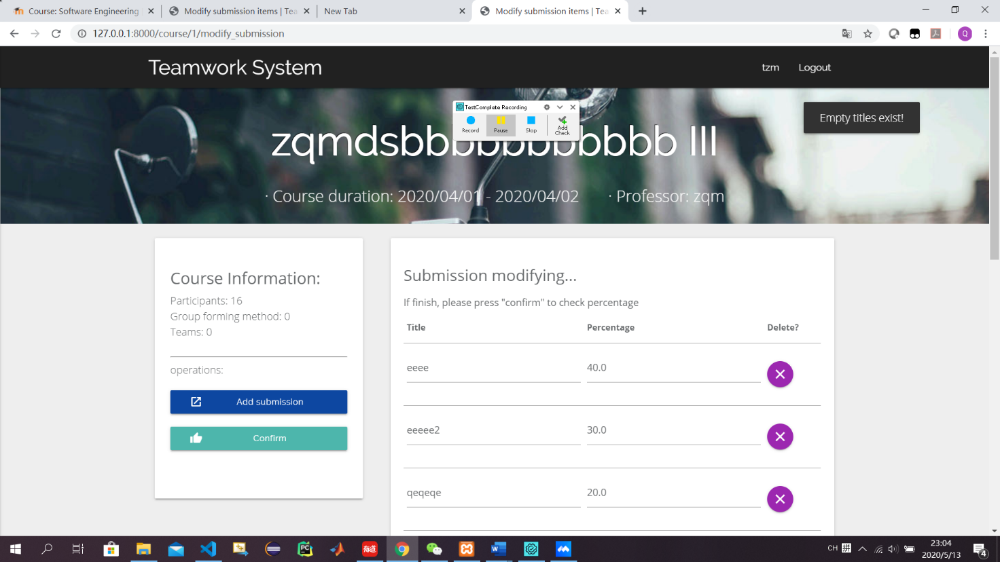 Course: Software Engineering
Modify submission items | Tea
New Tab
Modify submission items | Tea
127.0.0.1:8000/course/1/modify_submission
Q
Teamwork System
tzm
Logout
TestComplete Recording
Record
Pause
Stop
Add
Check
Empty titles exist!
zqmdsbbbbbbbbbbbb III
· Course duration: 2020/04/01 - 2020/04/02
· Professor: zqm
Course Information:
Participants: 16
Group forming method: 0
Teams: 0
operations:
Add submission
Confirm
Submission modifying...
If finish, please press "confirm" to check percentage
Title
Percentage
Delete?
eeee
40.0
eeeee2
30.0
qeqeqe
20.0
PC
W
CH
拼
23:04
2020/5/13
4